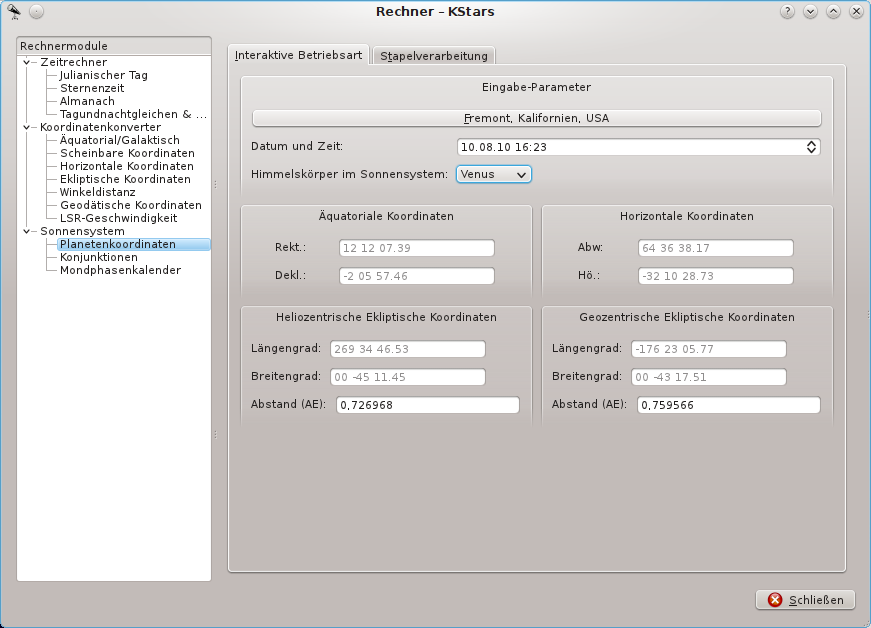 Rechner – KStars
?
Rechnermodule
Zeitrechner
Julianischer Tag
Sternenzeit
Almanach
Tagundnachtgleichen & ...
Koordinatenkonverter
Äquatorial/Galaktisch
Scheinbare Koordinaten
Horizontale Koordinaten
Ekliptische Koordinaten
Winkeldistanz
Geodätische Koordinaten
LSR-Geschwindigkeit
Sonnensystem
Planetenkoordinaten
Konjunktionen
Mondphasenkalender
Interaktive Betriebsart
Stapelverarbeitung
Eingabe-Parameter
Fremont, Kalifornien, USA
Datum und Zeit: 10.08.10 16:23
Himmelskörper im Sonnensystem: Venus
Äquatoriale Koordinaten
Rekt.: 12 12 07.39
Dekl.: -2 05 57.46
Horizontale Koordinaten
Abw: 64 36 38.17
Hö.: -32 10 28.73
Heliozentrische Ekliptische Koordinaten
Längengrad: 269 34 46.53
Breitengrad: 00 -45 11.45
Abstand (AE): 0,726968
Geozentrische Ekliptische Koordinaten
Längengrad: -176 23 05.77
Breitengrad: 00 -43 17.51
Abstand (AE): 0,759566
Schließen